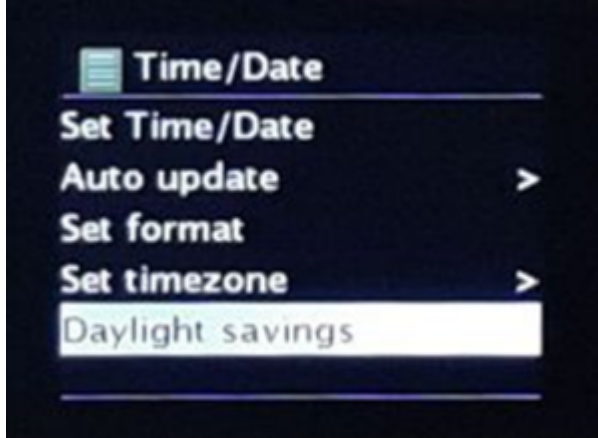 Time/Date
Set Time/Date
Auto update >
Set format
Set timezone >
Daylight savings